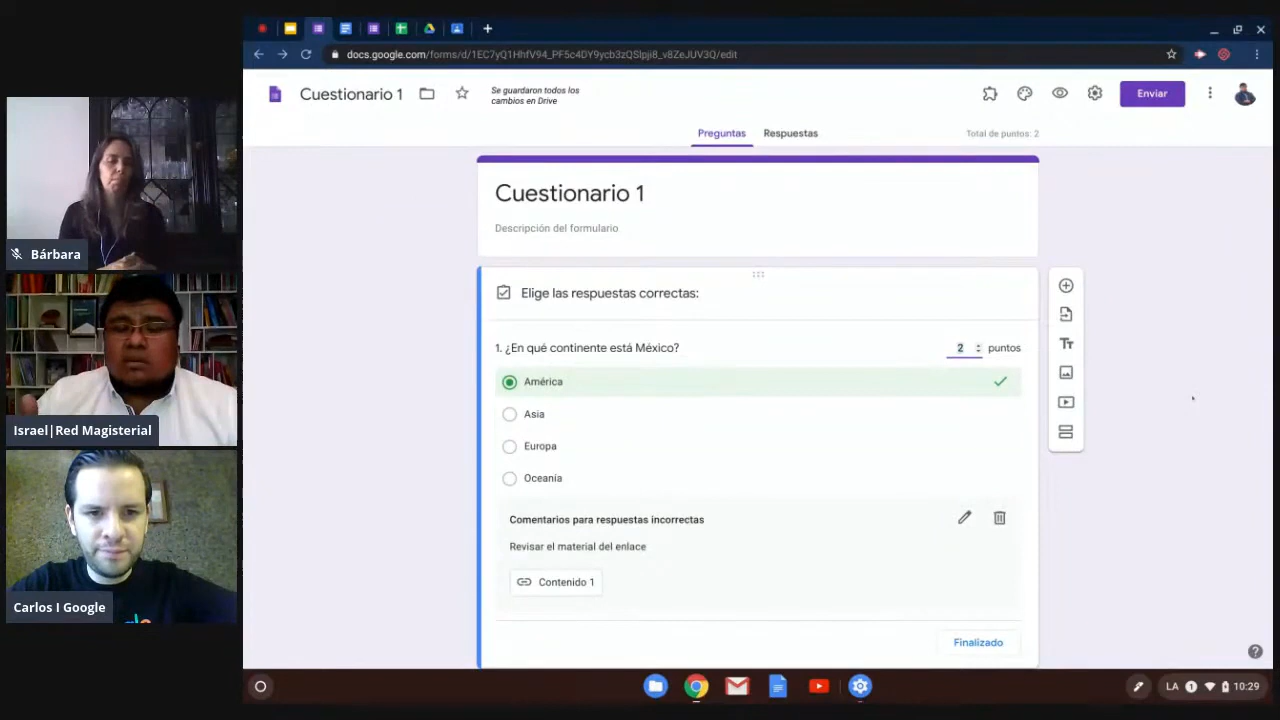 docs.google.com/forms/d/1EC7yQ1HhfV94_PF5c4DY9ycb3zQSlpji8_v8ZeJUV3Q/edit
Cuestionario 1
Se guardaron todos los
cambios en Drive
Enviar
Preguntas
Respuestas
Total de puntos: 2
Cuestionario 1
Descripción del formulario
Elige las respuestas correctas:
1. ¿En qué continente está México?
2 puntos
América
Asia
Europa
Oceanía
Comentarios para respuestas incorrectas
Revisar el material del enlace
Contenido 1
Finalizado
Bárbara
Israel|Red Magisterial
Carlos I Google
LA
1
10:29